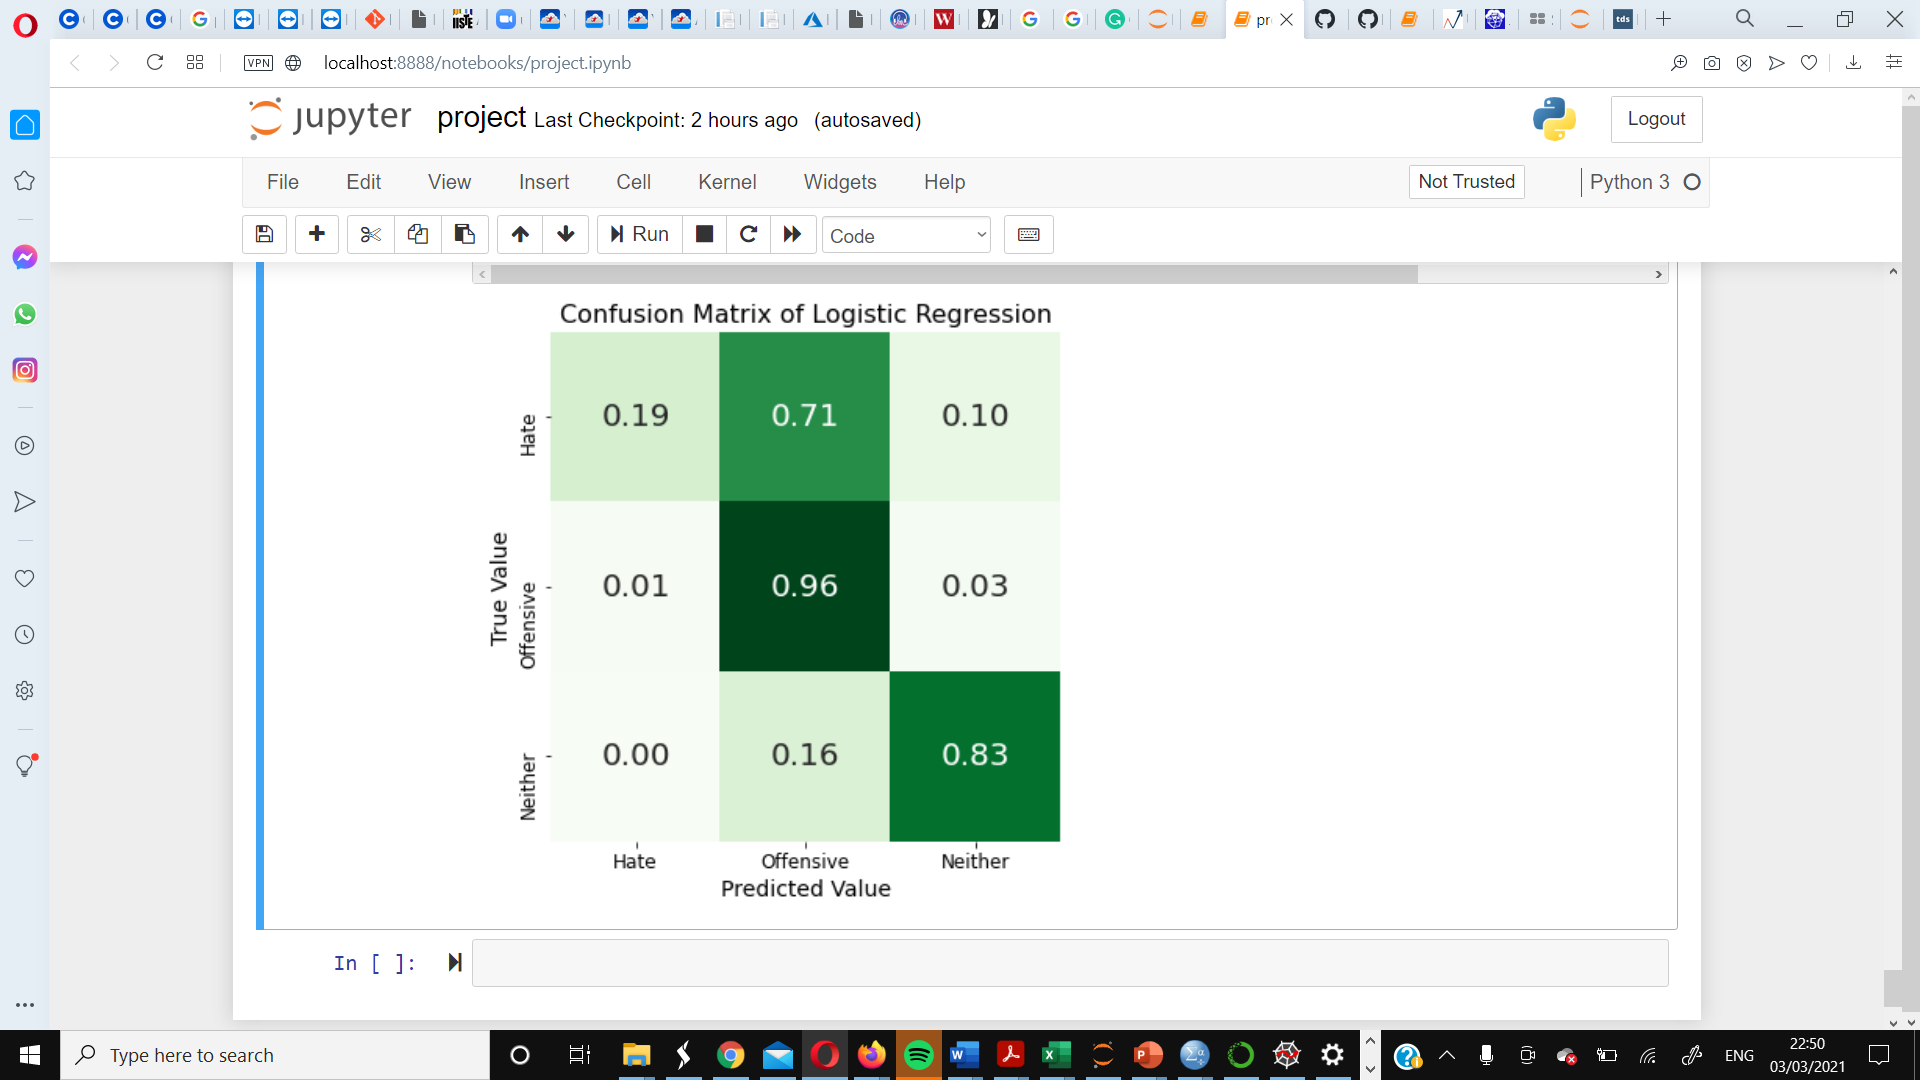 pr
tds
VPN
localhost:8888/notebooks/project.ipynb
jupyter project Last Checkpoint: 2 hours ago (autosaved)
Logout
File Edit View Insert Cell Kernel Widgets Help
Not Trusted Python 3
Run Code
Confusion Matrix of Logistic Regression
True Value
Hate 0.19 0.71 0.10
Offensive 0.01 0.96 0.03
Neither 0.00 0.16 0.83
Hate Offensive Neither
Predicted Value
In [ ]:
Type here to search
ENG
22:50
03/03/2021